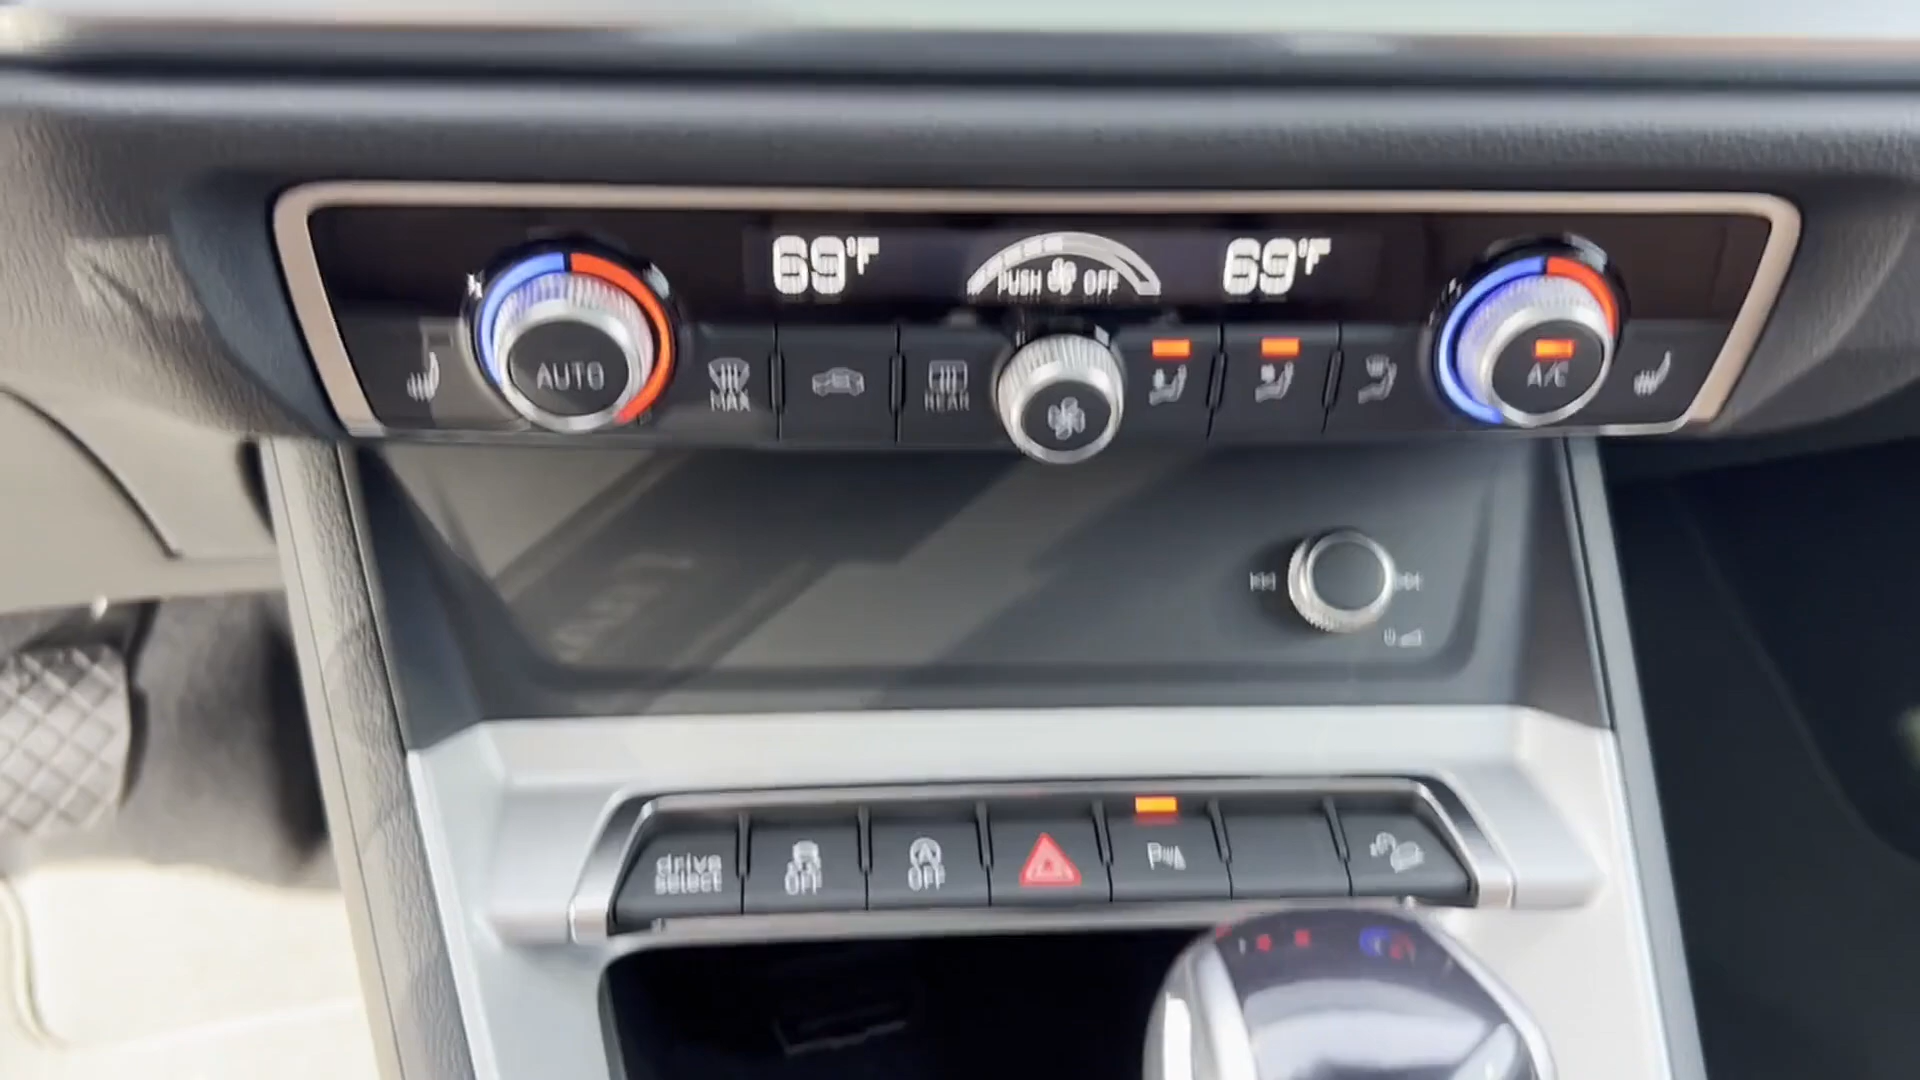 69°F
PUSH OFF
69°F
AUTO
MAX
REAR
A/C
drive
select
OFF
A
OFF
P